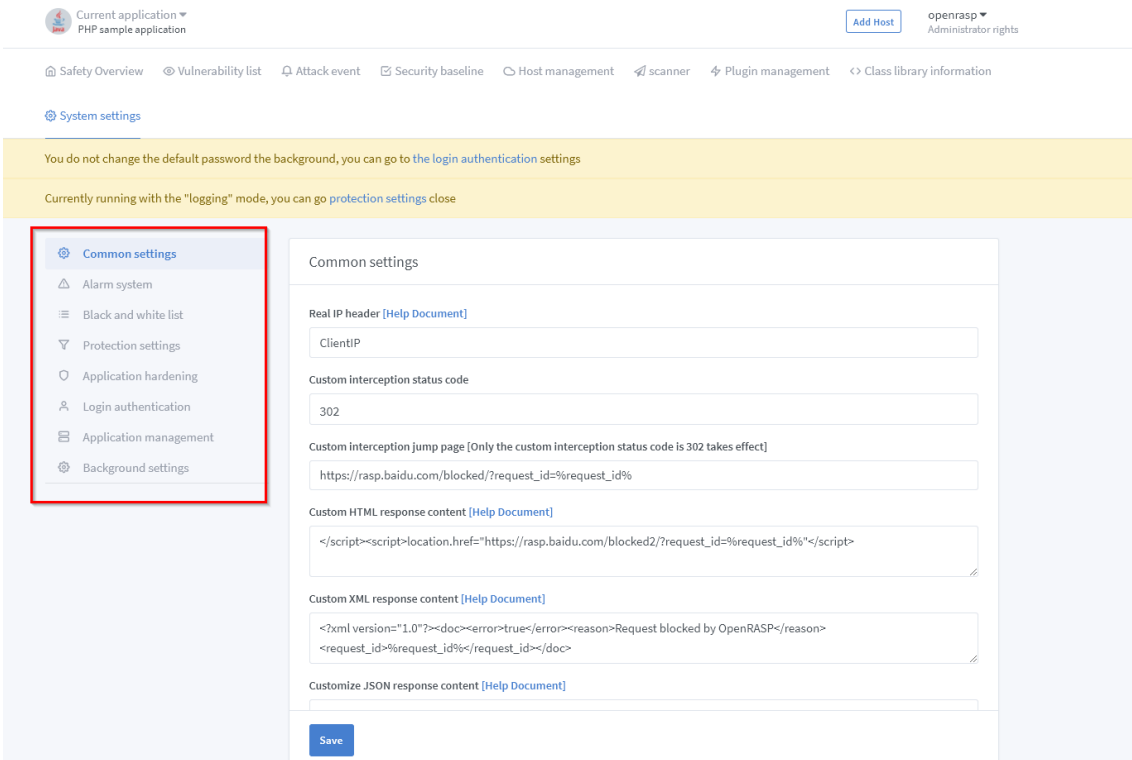 Current application
PHP sample application
Add Host
openrasp
Administrator rights
Safety Overview
Vulnerability list
Attack event
Security baseline
Host management
scanner
Plugin management
Class library information
System settings
You do not change the default password the background, you can go to the login authentication settings
Currently running with the "logging" mode, you can go protection settings close
Common settings
Alarm system
Black and white list
Protection settings
Application hardening
Login authentication
Application management
Background settings
Common settings
Real IP header [Help Document]
ClientIP
Custom interception status code
302
Custom interception jump page [Only the custom interception status code is 302 takes effect]
https://rasp.baidu.com/blocked/?request_id=%request_id%
Custom HTML response content [Help Document]
</script><script>location.href="https://rasp.baidu.com/blocked2/?request_id=%request_id%"</script>
Custom XML response content [Help Document]
<?xml version="1.0"?><doc><error>true</error><reason>Request blocked by OpenRASP</reason>
<request_id>%request_id%</request_id></doc>
Customize JSON response content [Help Document]
Save